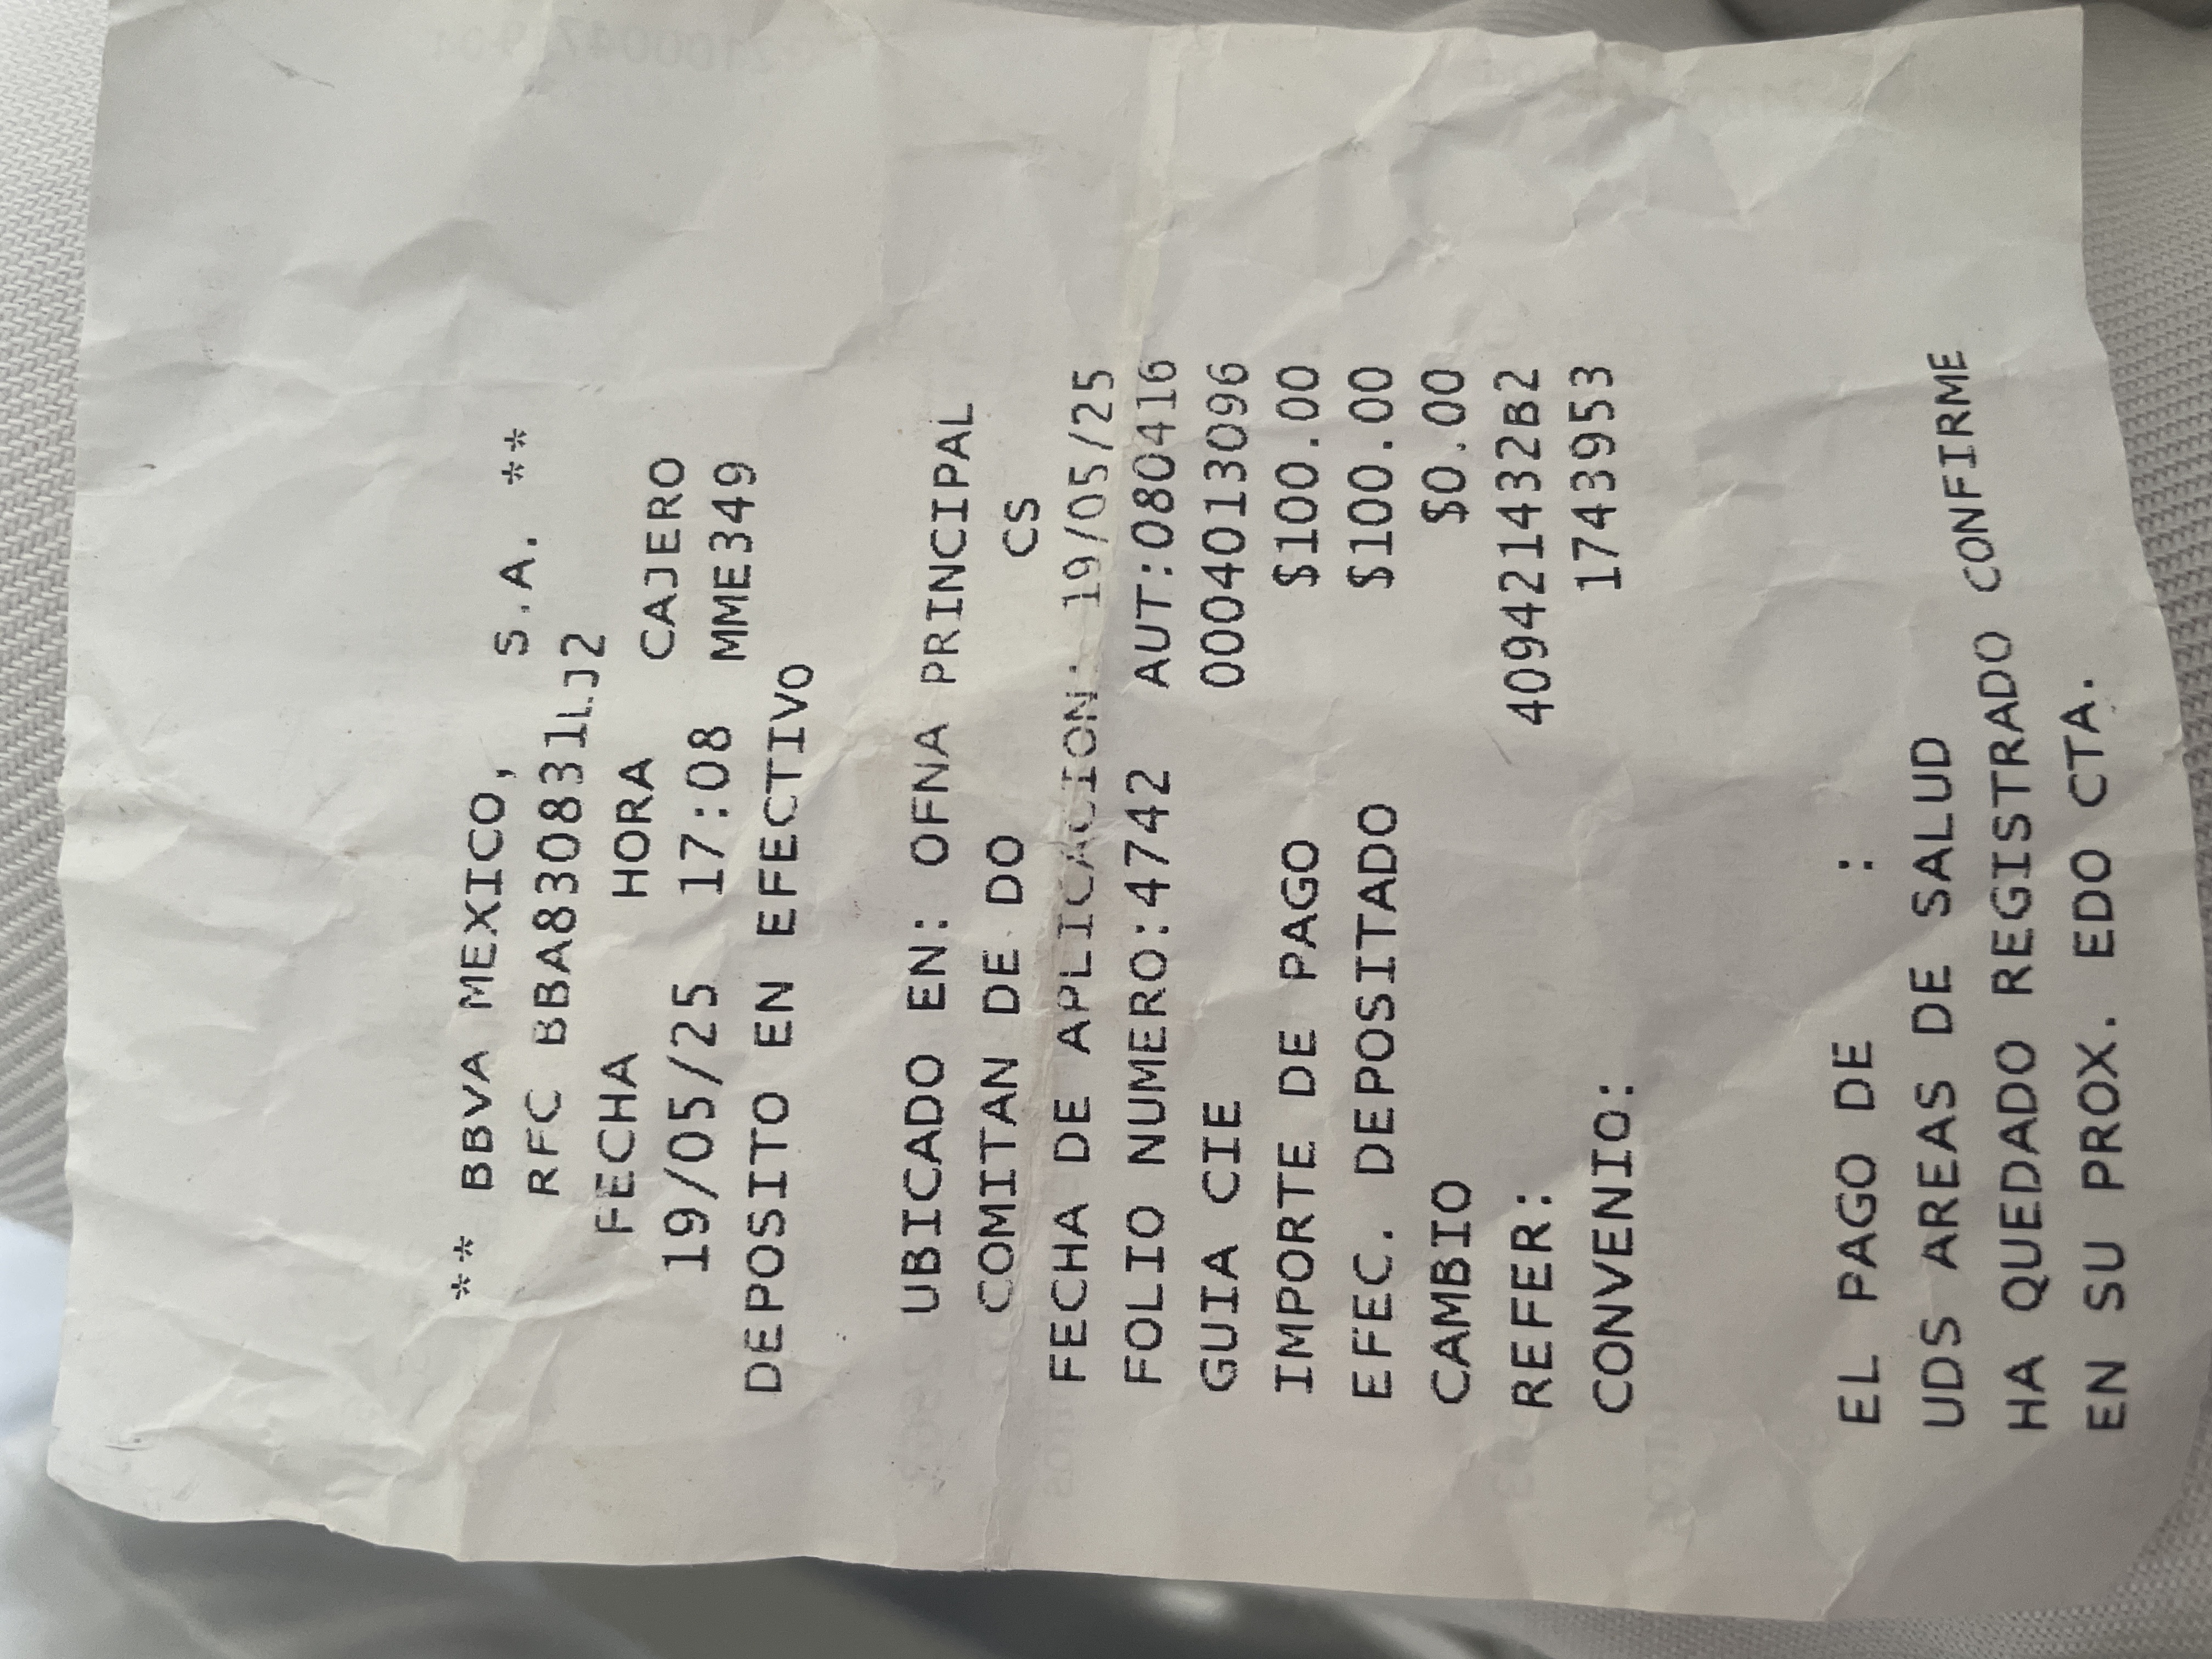 ** BBVA MEXICO, S.A. **
RFC BBA830831LJ2
FECHA HORA CAJERO
19/05/25 17:08 MME349
DEPOSITO EN EFECTIVO
UBICADO EN: OFNA PRINCIPAL
COMITAN DE DO CS
FECHA DE APLICACION: 19/05/25
FOLIO NUMERO:4742 AUT:080416
GUIA CIE 0004013096
IMPORTE DE PAGO $100.00
EFEC. DEPOSITADO $100.00
CAMBIO $0.00
REFER: 409421432B2
CONVENIO: 1743953
EL PAGO DE :
UDS AREAS DE SALUD
HA QUEDADO REGISTRADO CONFIRME
EN SU PROX. EDO CTA.